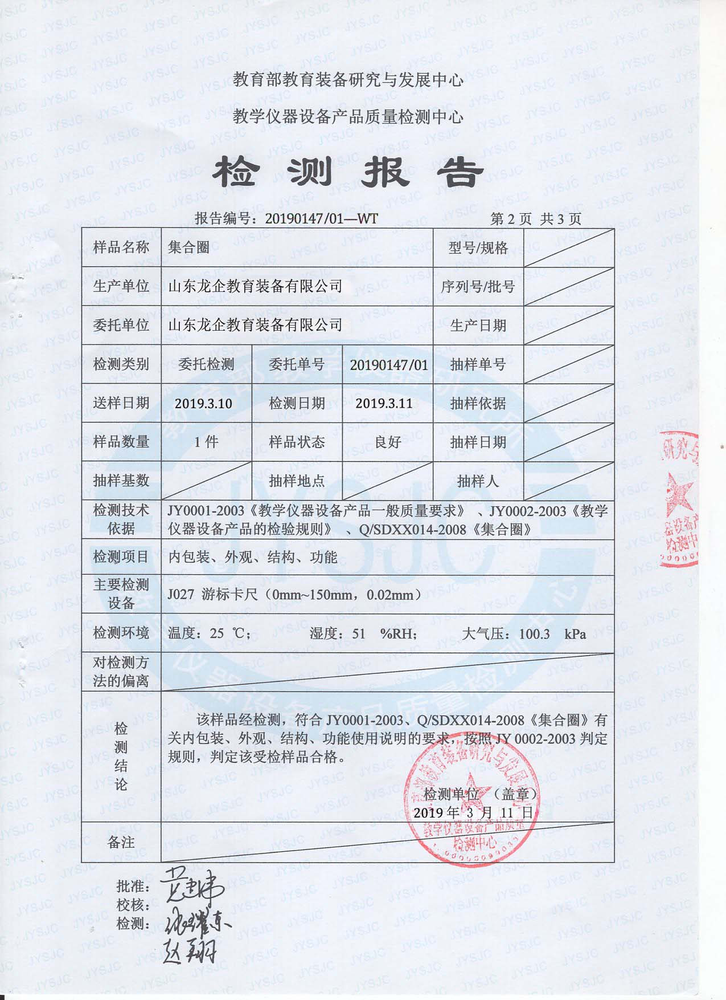 教育部教育装备研究与发展中心
教学仪器设备产品质量检测中心
检测报告
报告编号：20190147/01—WT 第 2 页 共 3 页
样品名称 集合圈 型号/规格
生产单位 山东龙企教育装备有限公司 序列号/批号
委托单位 山东龙企教育装备有限公司 生产日期
检测类别 委托检测 委托单号 20190147/01 抽样单号
送样日期 2019.3.10 检测日期 2019.3.11 抽样依据
样品数量 1 件 样品状态 良好 抽样日期
抽样基数 抽样地点 抽样人
检测技术
依据
JY0001-2003《教学仪器设备产品一般质量要求》 、JY0002-2003《教学
仪器设备产品的检验规则》 、Q/SDXX014-2008《集合圈》
检测项目 内包装、外观、结构、功能
主要检测
设备
J027 游标卡尺（0mm~150mm，0.02mm）
检测环境 温度：25 ℃； 湿度：51 %RH； 大气压：100.3 kPa
对检测方
法的偏离
检
测
结
论
该样品经检测，符合 JY0001-2003、Q/SDXX014-2008《集合圈》有
关内包装、外观、结构、功能使用说明的要求，按照 JY 0002-2003 判定
规则，判定该受检样品合格。
检测单位 （盖章）
2019 年 3 月 11 日
教学仪器设备产品质量
检测中心
备注
批准：
校核：
检测：
赵翔
研究与
器设备产
检测中
JYSJC